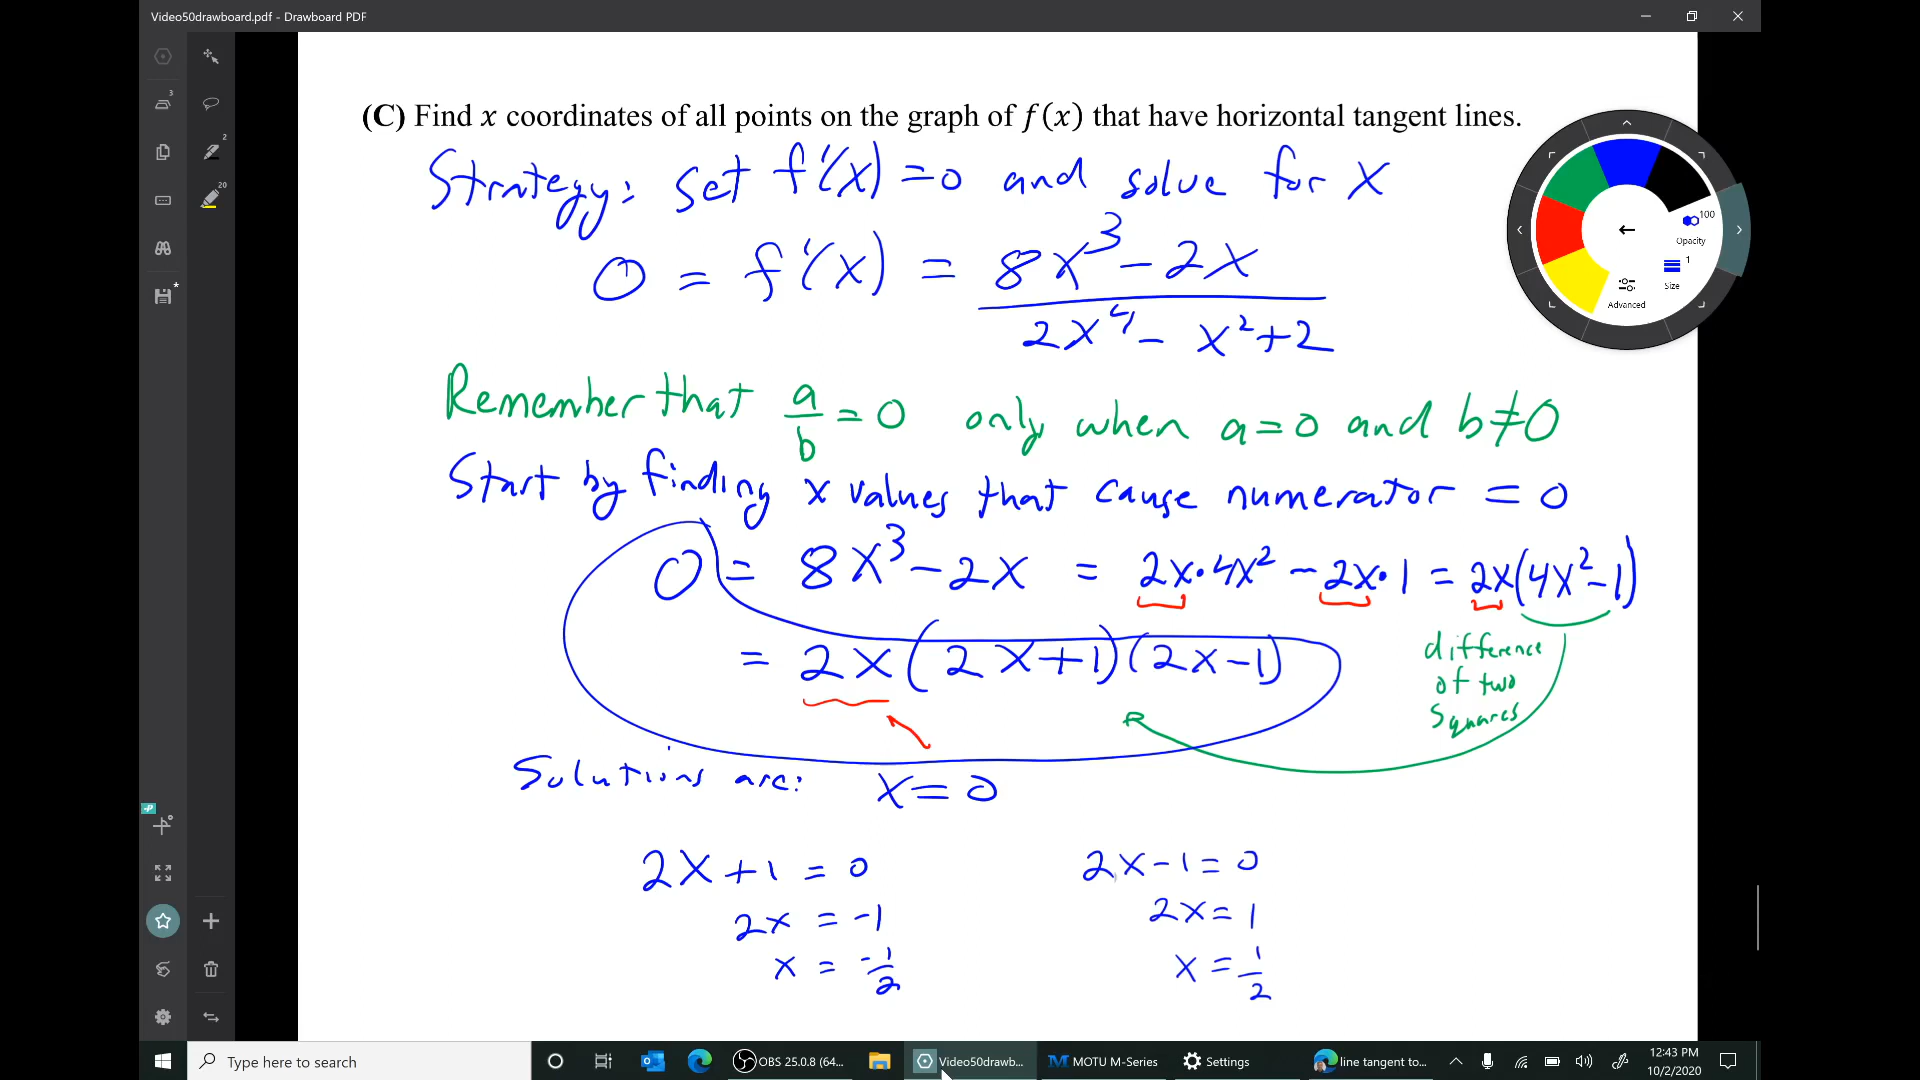 Video50drawboard.pdf - Drawboard PDF
(C) Find x coordinates of all points on the graph of f(x) that have horizontal tangent lines.
Strategy: set f'(x) = 0 and solve for x
0 = f'(x) = 8x³ - 2x / 2x⁴ - x² + 2
Remember that a/b = 0 only when a = 0 and b ≠ 0
Start by finding x values that cause numerator = 0
0 = 8x³ - 2x = 2x·4x² - 2x·1 = 2x(4x² - 1)
= 2x(2x+1)(2x-1)
difference
of two
squares
Solutions are: x = 0
2x + 1 = 0
2x = -1
x = -1/2
2x - 1 = 0
2x = 1
x = 1/2
100
Opacity
1
Size
Advanced
3
2
20
Type here to search
OBS 25.0.8 (64...
Video50drawb...
MOTU M-Series
Settings
line tangent to...
12:43 PM
10/2/2020